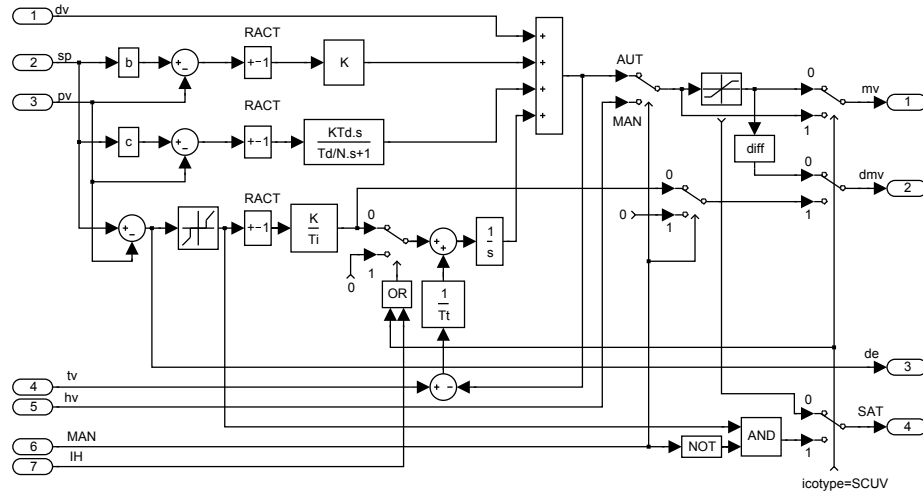 1 dv
2 sp
3 pv
b
+ −
RACT
+−1
K
c
+ −
RACT
+−1
KTd.s
Td/N.s+1
+
+
+
+
AUT
MAN
0
1
mv
1
diff
0
1
dmv
2
+ −
RACT
+−1
K
Ti
0
1
0
+
+
1
s
0
1
0
OR
1
Tt
4 tv
+ −
5 hv
6 MAN
7 IH
de
3
NOT
AND
0
1
SAT
4
icotype=SCUV